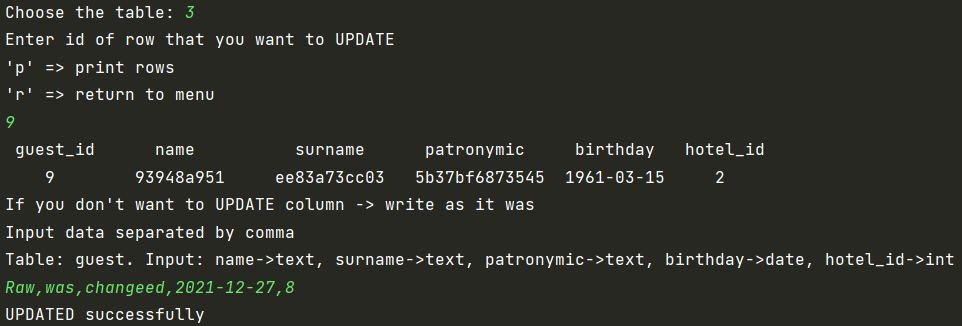 Choose the table: 3
Enter id of row that you want to UPDATE
'p' => print rows
'r' => return to menu
9
guest_id name surname patronymic birthday hotel_id
9 93948a951 ee83a73cc03 5b37bf6873545 1961-03-15 2
If you don't want to UPDATE column -> write as it was
Input data separated by comma
Table: guest. Input: name->text, surname->text, patronymic->text, birthday->date, hotel_id->int
Raw,was,changeed,2021-12-27,8
UPDATED successfully